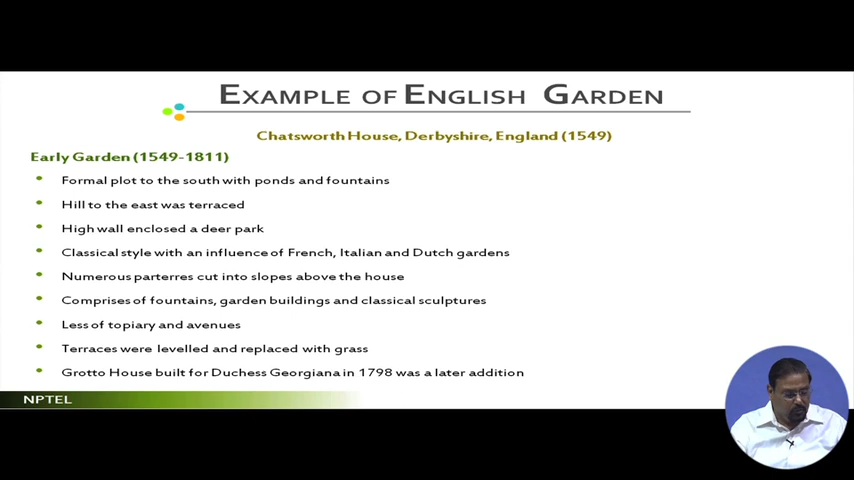 EXAMPLE OF ENGLISH GARDEN
Chatsworth House, Derbyshire, England (1549)
Early Garden (1549-1811)
• Formal plot to the south with ponds and fountains
• Hill to the east was terraced
• High wall enclosed a deer park
• Classical style with an influence of French, Italian and Dutch gardens
• Numerous parterres cut into slopes above the house
• Comprises of fountains, garden buildings and classical sculptures
• Less of topiary and avenues
• Terraces were levelled and replaced with grass
• Grotto House built for Duchess Georgiana in 1798 was a later addition
NPTEL